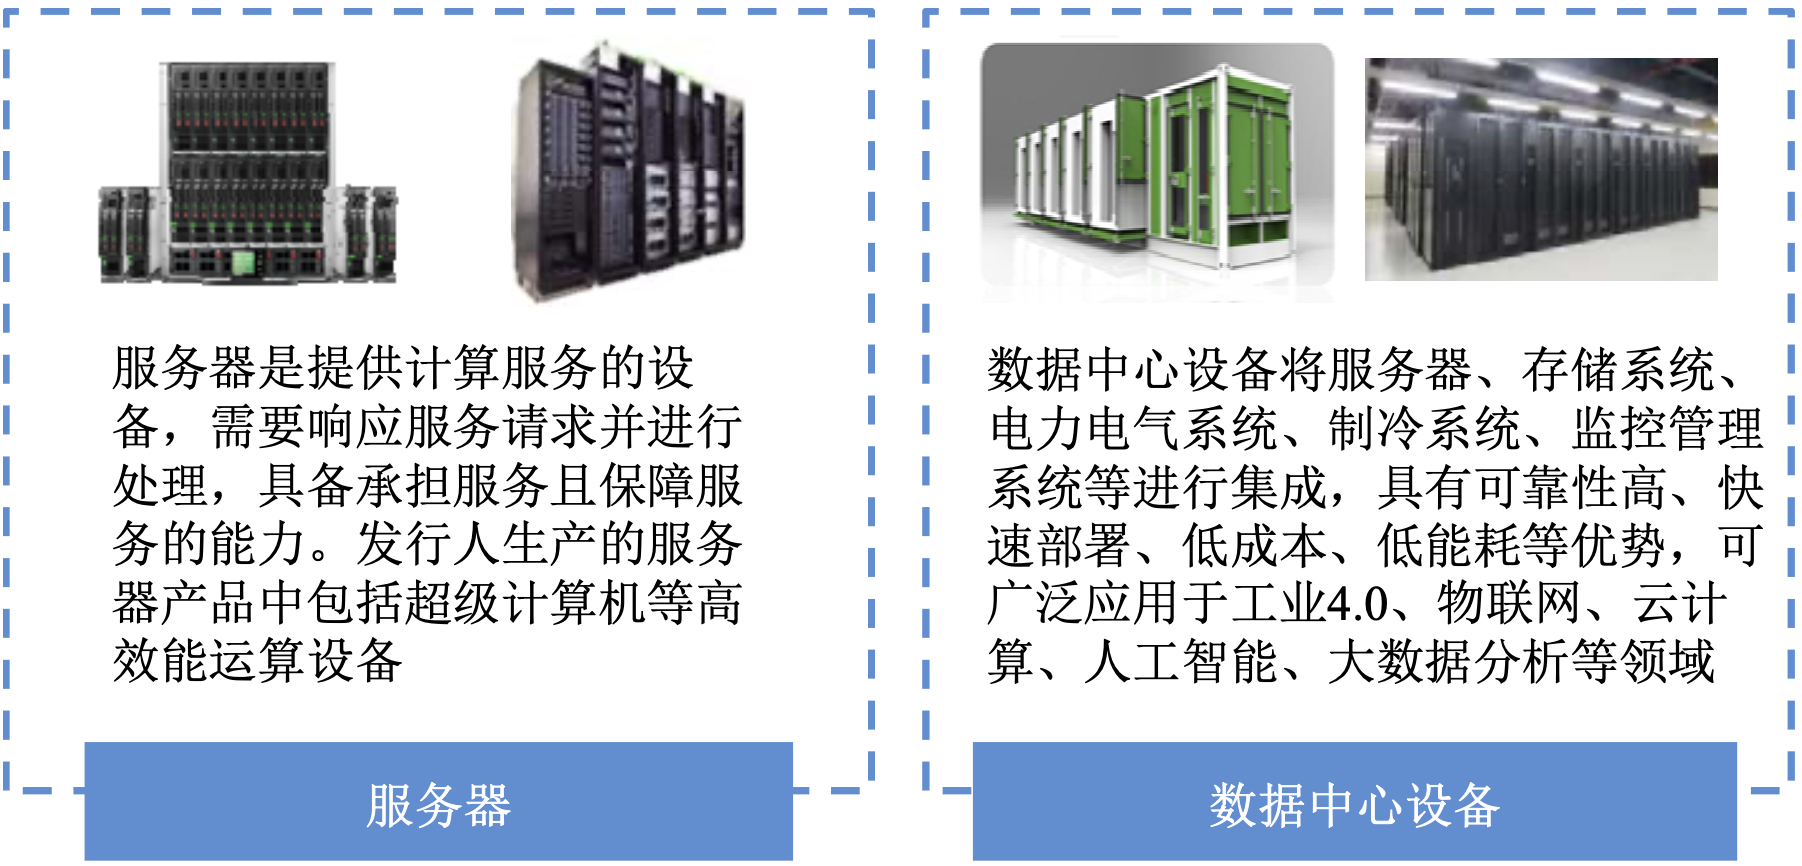 服务器是提供计算服务的设
备，需要响应服务请求并进行
处理，具备承担服务且保障服
务的能力。发行人生产的服务
器产品中包括超级计算机等高
效能运算设备
服务器
数据中心设备将服务器、存储系统、
电力电气系统、制冷系统、监控管理
系统等进行集成，具有可靠性高、快
速部署、低成本、低能耗等优势，可
广泛应用于工业4.0、物联网、云计
算、人工智能、大数据分析等领域
数据中心设备